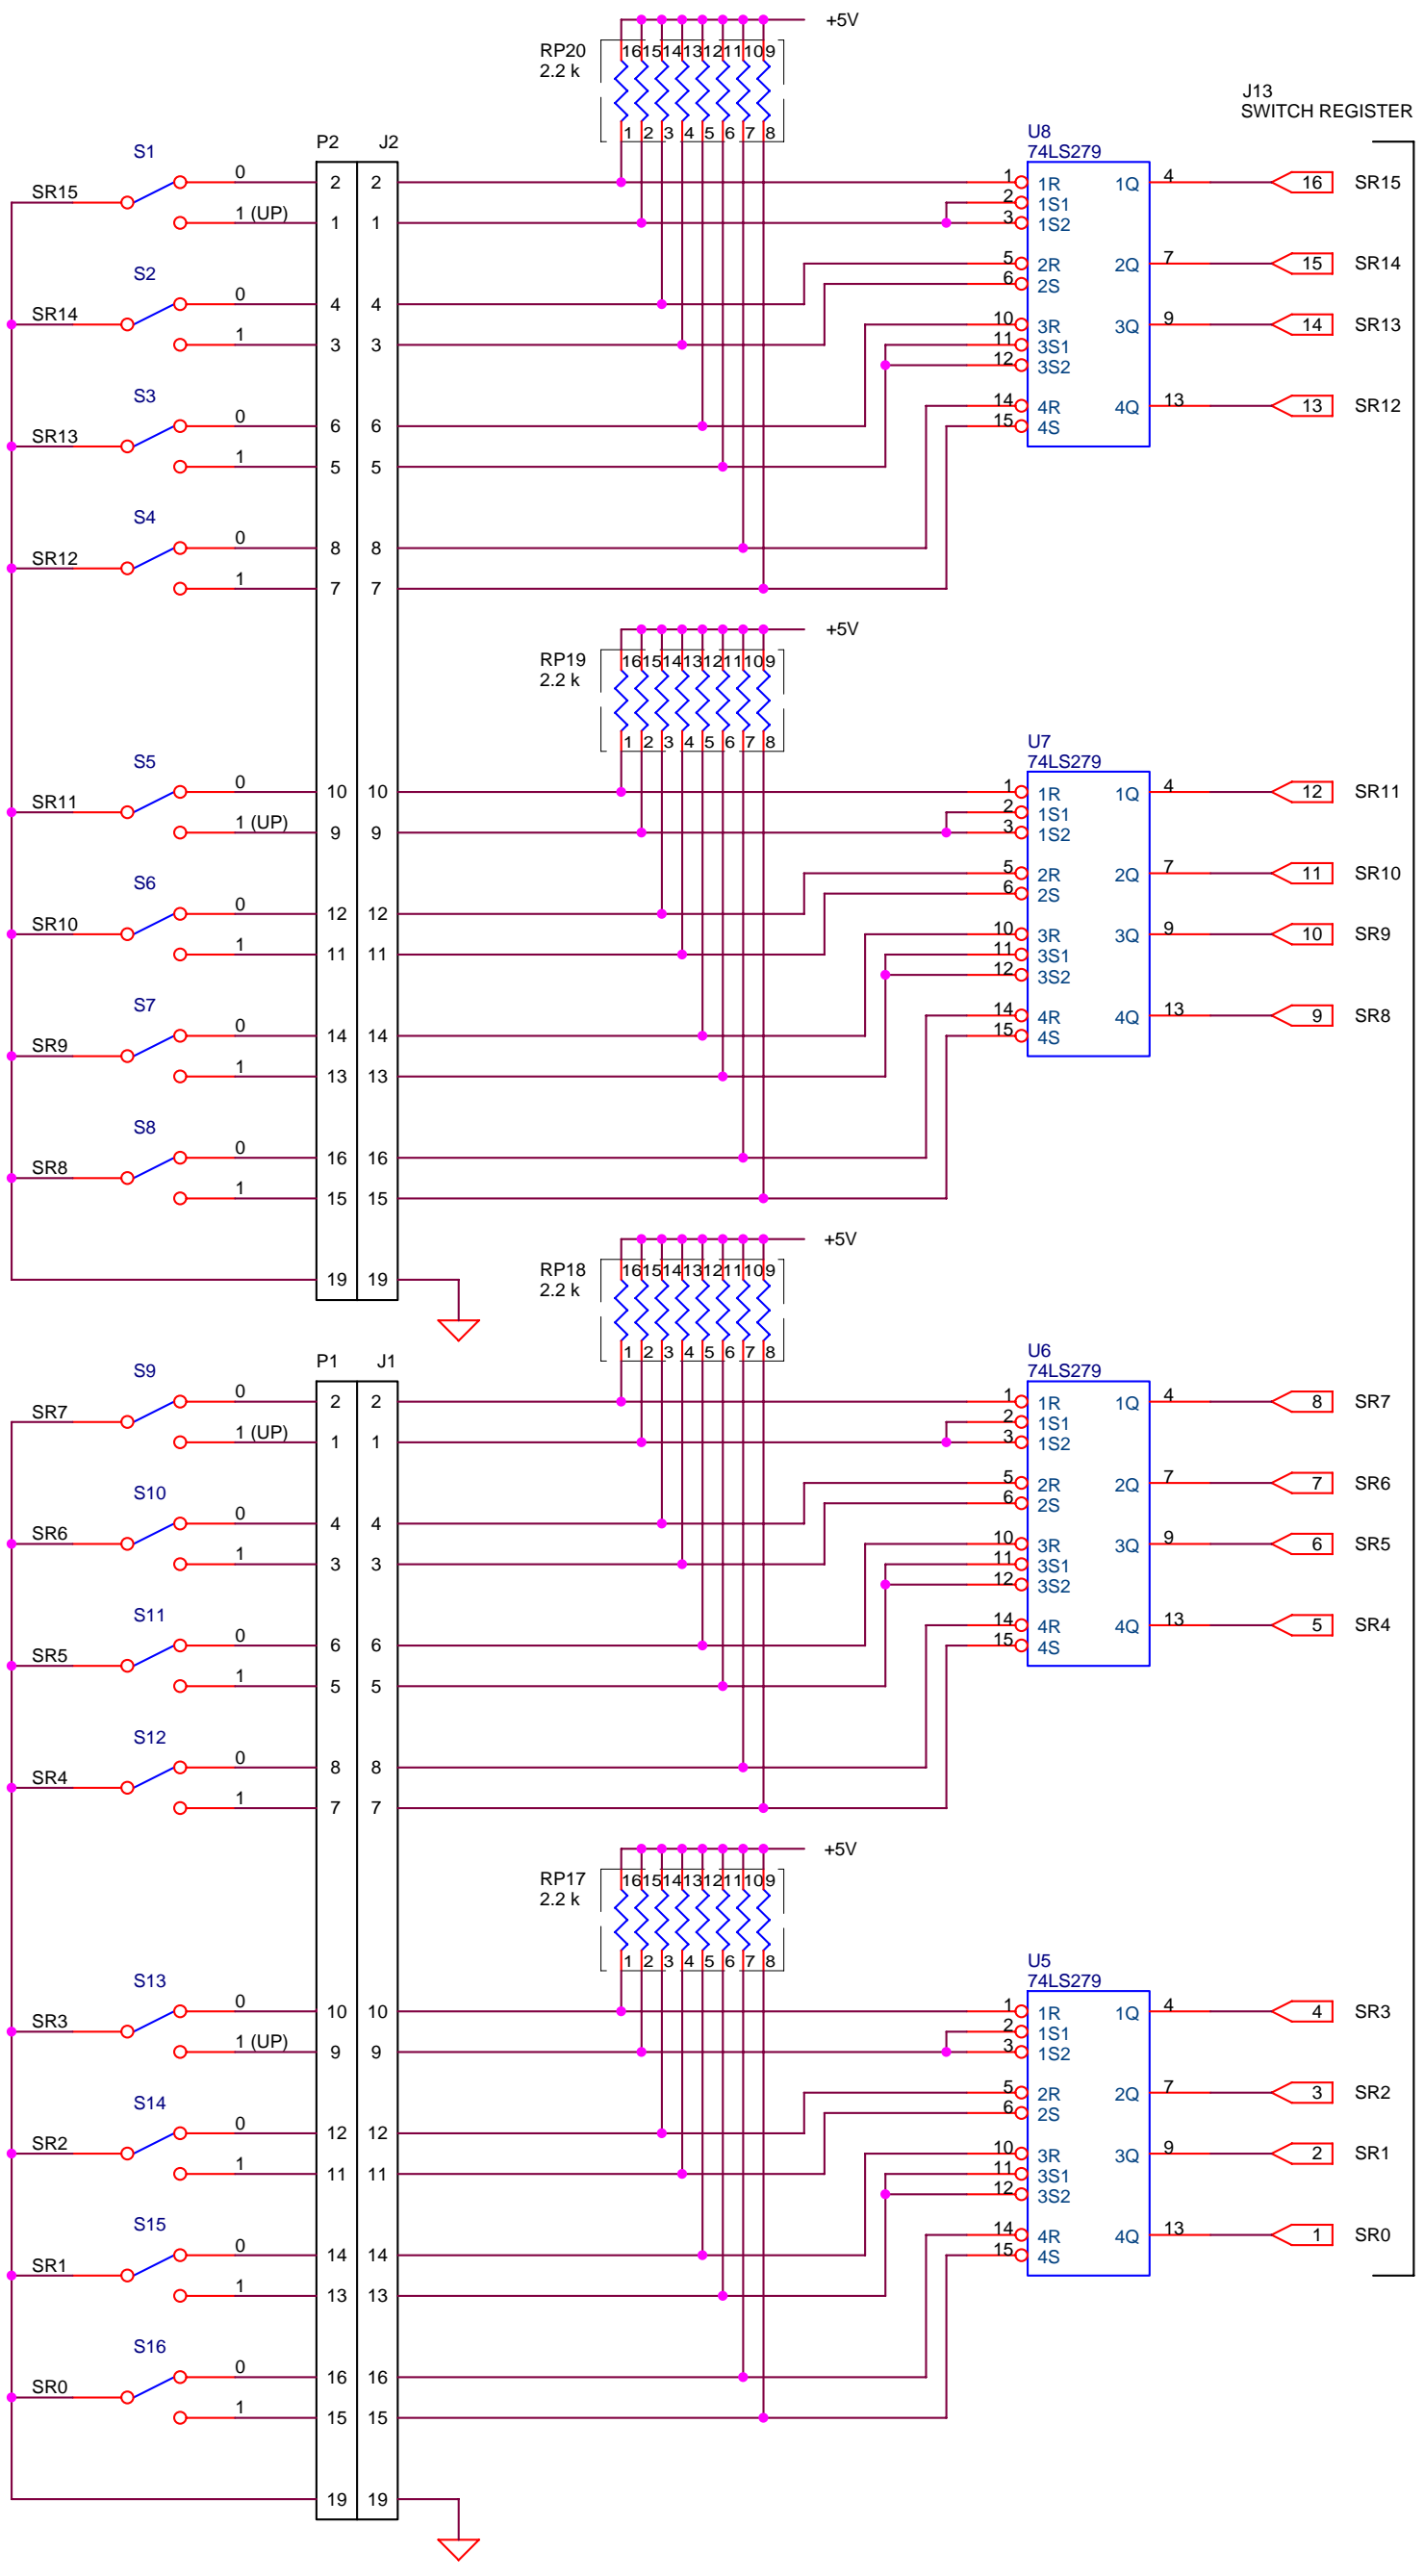 +5V
RP20 16 15 14 13 12 11 10 9
2.2 k
1 2 3 4 5 6 7 8
J13
SWITCH REGISTER
P2 J2
U8
74LS279
S1
SR15 0 2 2 1 1R 1Q 4 16 SR15
2 1S1
1 (UP) 1 1 3 1S2
S2
5 2R 2Q 7 15 SR14
SR14 0 4 4 6 2S
1 3 3 10 3R 3Q 9 14 SR13
11 3S1
12 3S2
S3
SR13 0 6 6 14 4R 4Q 13 13 SR12
15 4S
1 5 5
S4
SR12 0 8 8
1 7 7
+5V
RP19 16 15 14 13 12 11 10 9
2.2 k
1 2 3 4 5 6 7 8
U7
74LS279
S5
SR11 0 10 10 1 1R 1Q 4 12 SR11
2 1S1
1 (UP) 9 9 3 1S2
S6
5 2R 2Q 7 11 SR10
SR10 0 12 12 6 2S
1 11 11 10 3R 3Q 9 10 SR9
11 3S1
12 3S2
S7
SR9 0 14 14 14 4R 4Q 13 9 SR8
15 4S
1 13 13
S8
SR8 0 16 16
1 15 15
+5V
19 19
RP18 16 15 14 13 12 11 10 9
2.2 k
1 2 3 4 5 6 7 8
P1 J1
U6
74LS279
S9
SR7 0 2 2 1 1R 1Q 4 8 SR7
2 1S1
1 (UP) 1 1 3 1S2
S10
5 2R 2Q 7 7 SR6
SR6 0 4 4 6 2S
1 3 3 10 3R 3Q 9 6 SR5
11 3S1
12 3S2
S11
SR5 0 6 6 14 4R 4Q 13 5 SR4
15 4S
1 5 5
S12
SR4 0 8 8
1 7 7
+5V
RP17 16 15 14 13 12 11 10 9
2.2 k
1 2 3 4 5 6 7 8
U5
74LS279
S13
SR3 0 10 10 1 1R 1Q 4 4 SR3
2 1S1
1 (UP) 9 9 3 1S2
S14
5 2R 2Q 7 3 SR2
SR2 0 12 12 6 2S
1 11 11 10 3R 3Q 9 2 SR1
11 3S1
12 3S2
S15
SR1 0 14 14 14 4R 4Q 13 1 SR0
15 4S
1 13 13
S16
SR0 0 16 16
1 15 15
19 19